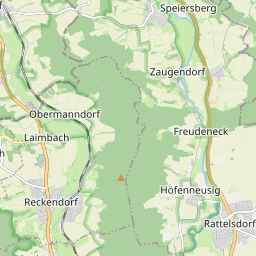 Speiersberg
Zaugendorf
Obermanndorf
Freudeneck
Laimbach
Höfenneusig
Reckendorf
Rattelsdorf